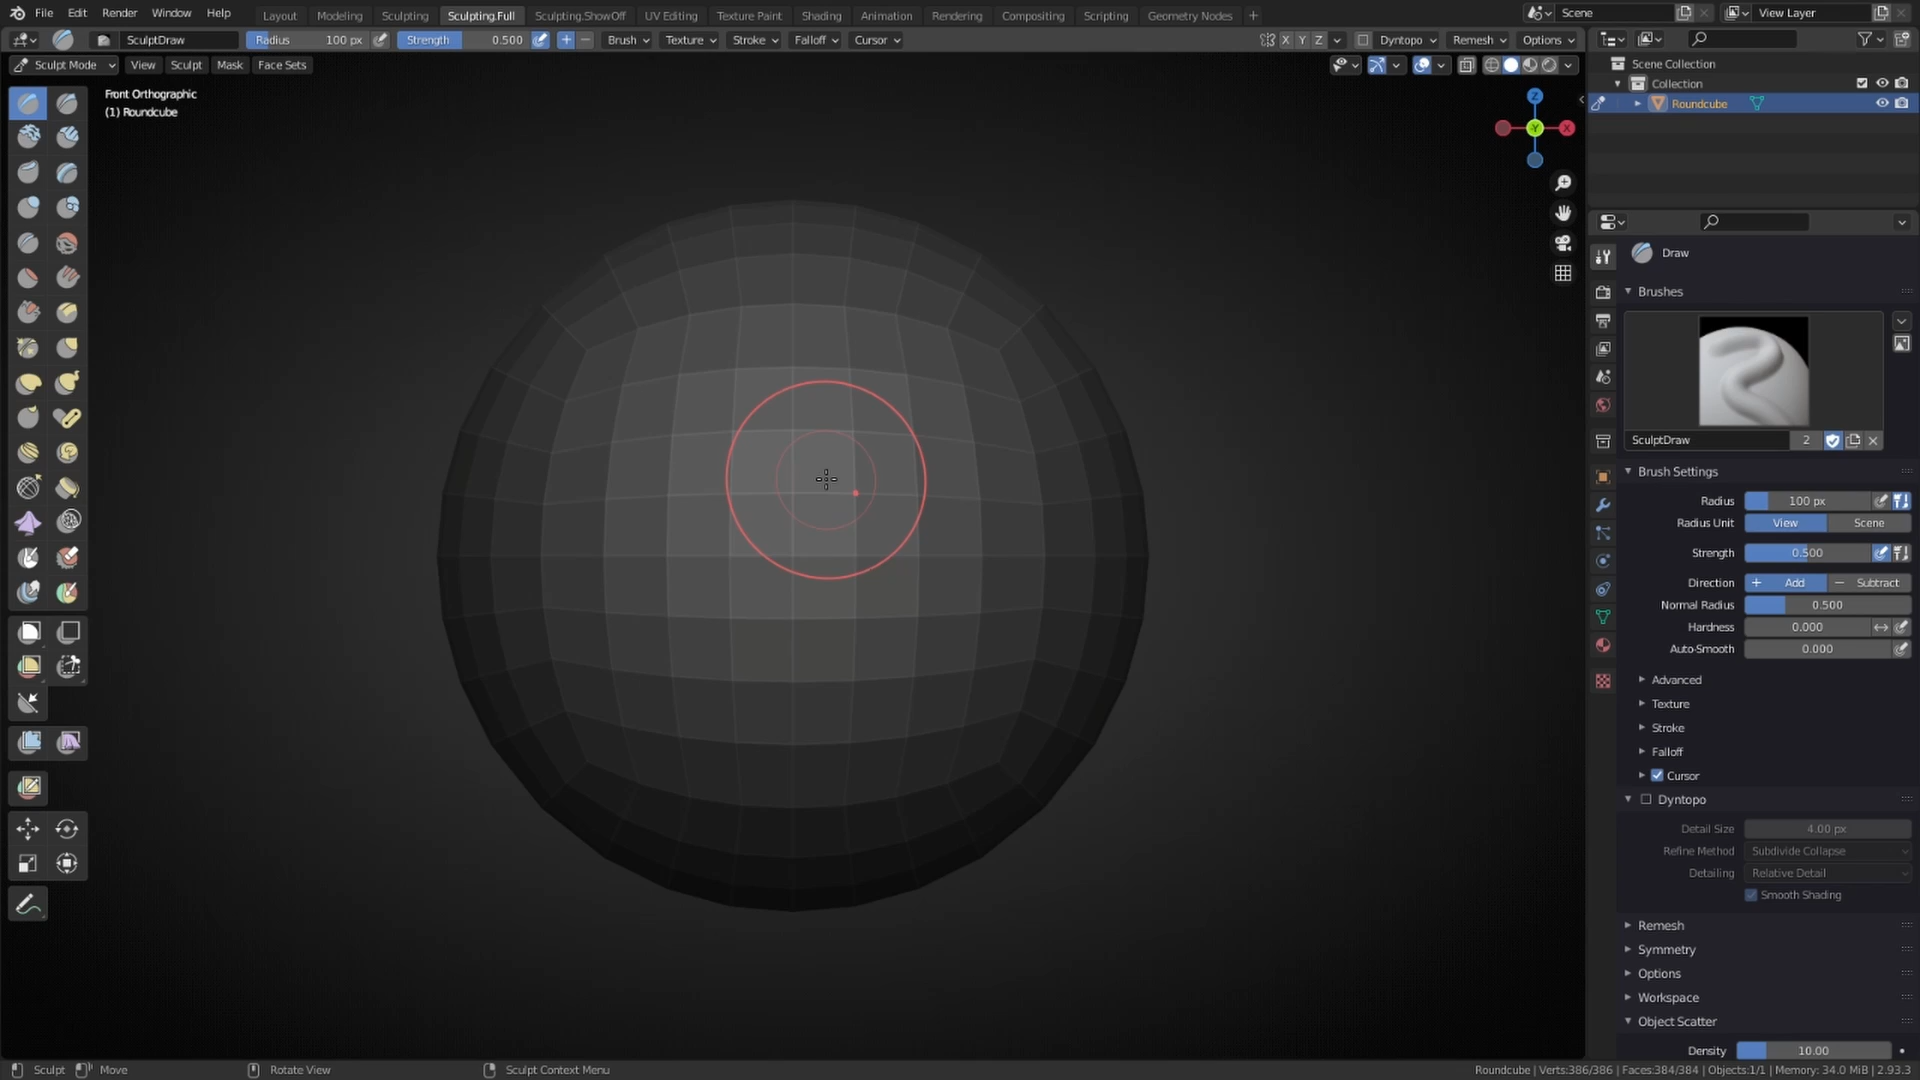 File Edit Render Window Help Layout Modeling Sculpting Sculpting.Full Sculpting.ShowOff UV Editing Texture Paint Shading Animation Rendering Compositing Scripting Geometry Nodes + Scene View Layer
SculptDraw Radius 100 px Strength 0.500 + − Brush Texture Stroke Falloff Cursor X Y Z Dyntopo Remesh Options
Sculpt Mode View Sculpt Mask Face Sets
Front Orthographic
(1) Roundcube
Z
Y X
Scene Collection
Collection
Roundcube
Draw
Brushes
SculptDraw 2
Brush Settings
Radius 100 px
Radius Unit View Scene
Strength 0.500
Direction + Add − Subtract
Normal Radius 0.500
Hardness 0.000
Auto-Smooth 0.000
Advanced
Texture
Stroke
Falloff
Cursor
Dyntopo
Detail Size 4.00 px
Refine Method Subdivide Collapse
Detailing Relative Detail
Smooth Shading
Remesh
Symmetry
Options
Workspace
Object Scatter
Density 10.00
Sculpt Move Rotate View Sculpt Context Menu Roundcube | Verts:386/386 | Faces:384/384 | Objects:1/1 | Memory: 34.0 MiB | 2.93.3